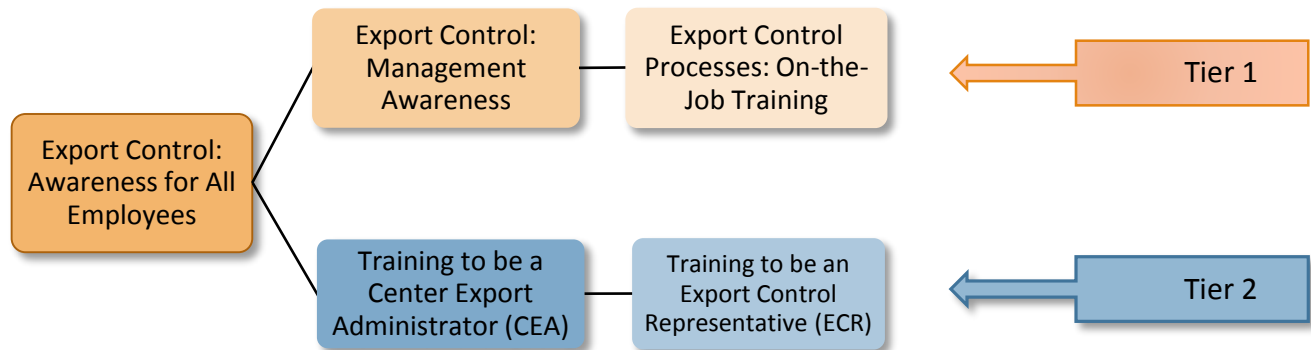 Export Control:
Awareness for All
Employees
Export Control:
Management
Awareness
Export Control
Processes: On-the-
Job Training
Tier 1
Training to be a
Center Export
Administrator (CEA)
Training to be an
Export Control
Representative (ECR)
Tier 2